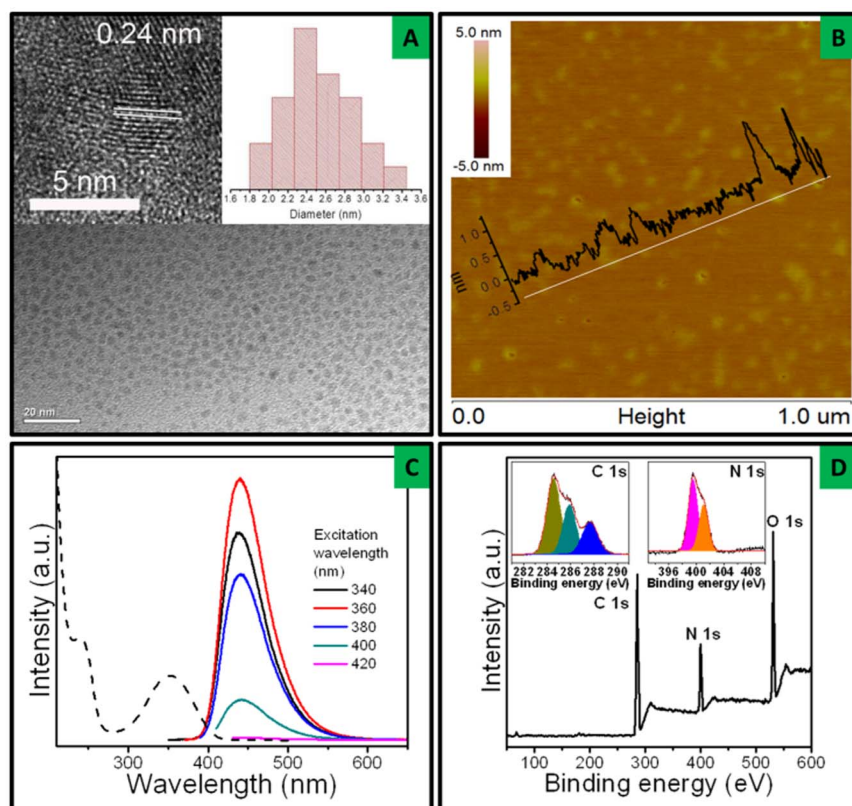 A
0.24 nm
5 nm
1.6 1.8 2.0 2.2 2.4 2.6 2.8 3.0 3.2 3.4 3.6
Diameter (nm)
20 nm
B
5.0 nm
-5.0 nm
1.0
0.5
0.0
-0.5
nm
0.0 Height 1.0 um
C
Intensity (a.u.)
Excitation
wavelength
(nm)
340
360
380
400
420
300 400 500 600
Wavelength (nm)
D
Intensity (a.u.)
C 1s
282 284 286 288 290
Binding energy (eV)
N 1s
396 400 404 408
Binding energy (eV)
O 1s
C 1s
N 1s
100 200 300 400 500 600
Binding energy (eV)